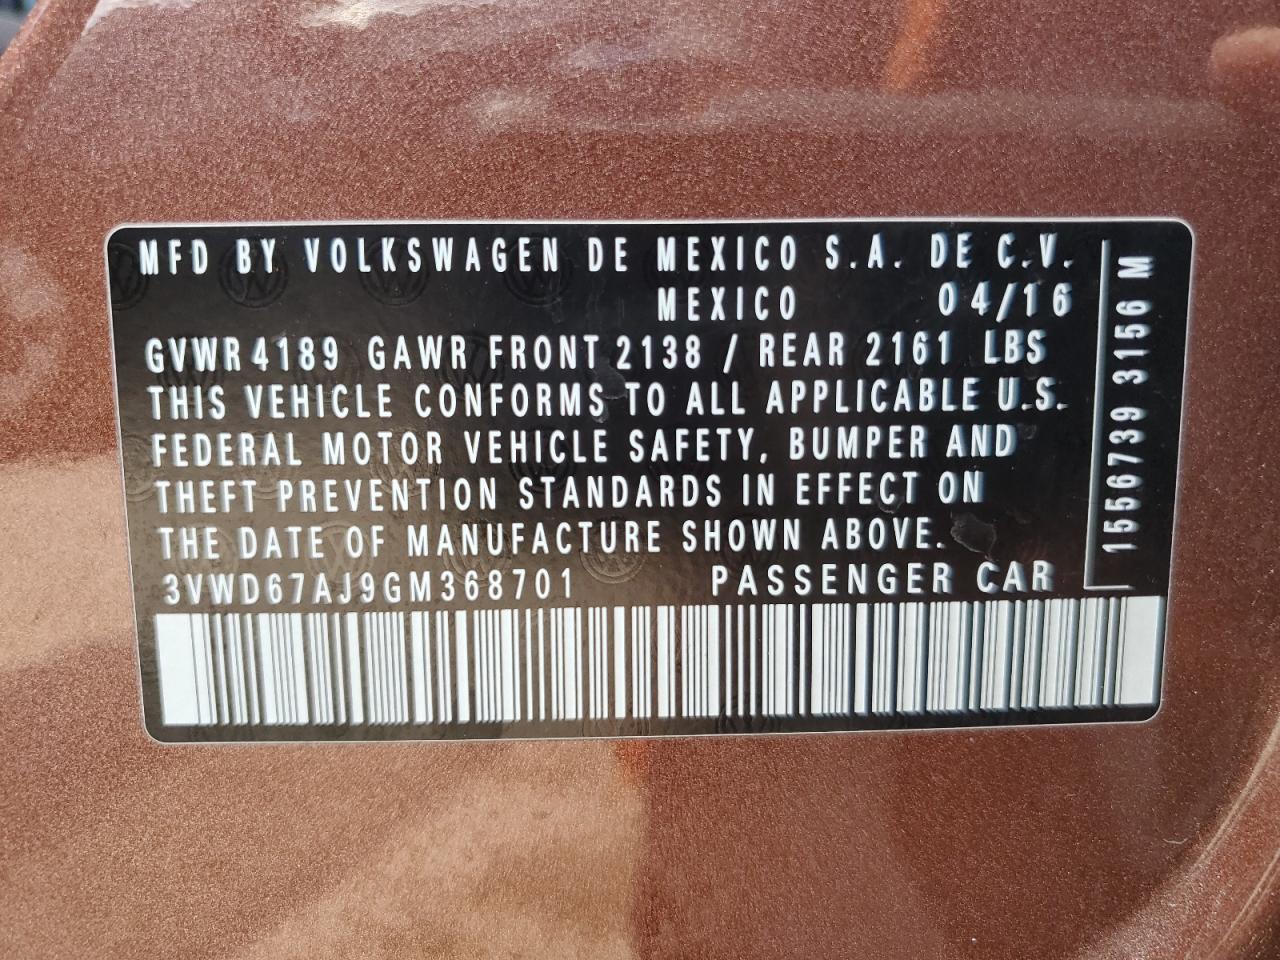 MFD BY VOLKSWAGEN DE MEXICO S.A. DE C.V.
MEXICO 04/16
GVWR 4189 GAWR FRONT 2138 / REAR 2161 LBS
THIS VEHICLE CONFORMS TO ALL APPLICABLE U.S.
FEDERAL MOTOR VEHICLE SAFETY, BUMPER AND
THEFT PREVENTION STANDARDS IN EFFECT ON
THE DATE OF MANUFACTURE SHOWN ABOVE.
3VWD67AJ9GM368701 PASSENGER CAR
1556739 3156 M